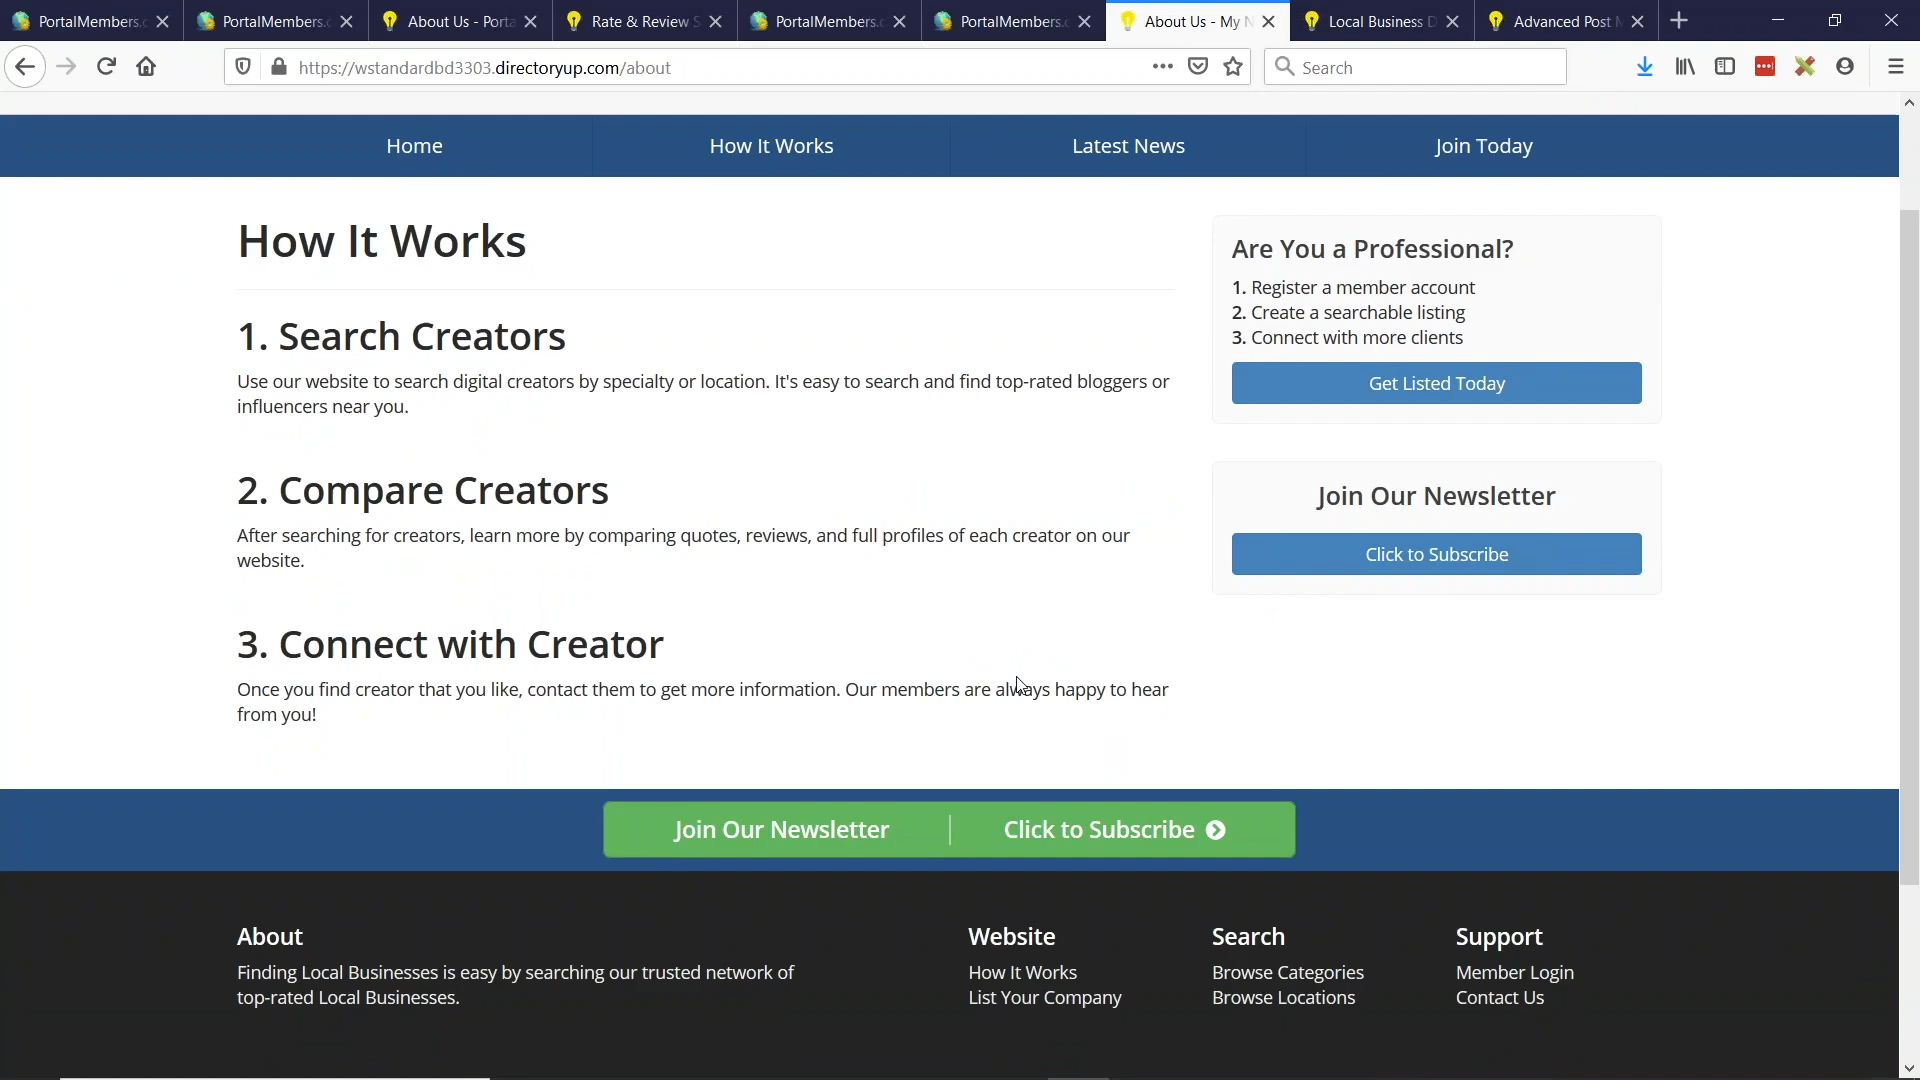 PortalMembers.c
PortalMembers.c
About Us - Porta
Rate & Review S
PortalMembers.c
PortalMembers.c
About Us - My N
Local Business D
Advanced Post M
https://wstandardbd3303.directoryup.com/about
Search
Home
How It Works
Latest News
Join Today
How It Works
1. Search Creators
Use our website to search digital creators by specialty or location. It's easy to search and find top-rated bloggers or
influencers near you.
2. Compare Creators
After searching for creators, learn more by comparing quotes, reviews, and full profiles of each creator on our
website.
3. Connect with Creator
Once you find creator that you like, contact them to get more information. Our members are always happy to hear
from you!
Are You a Professional?
1. Register a member account
2. Create a searchable listing
3. Connect with more clients
Get Listed Today
Join Our Newsletter
Click to Subscribe
Join Our Newsletter
Click to Subscribe
About
Finding Local Businesses is easy by searching our trusted network of
top-rated Local Businesses.
Website
How It Works
List Your Company
Search
Browse Categories
Browse Locations
Support
Member Login
Contact Us